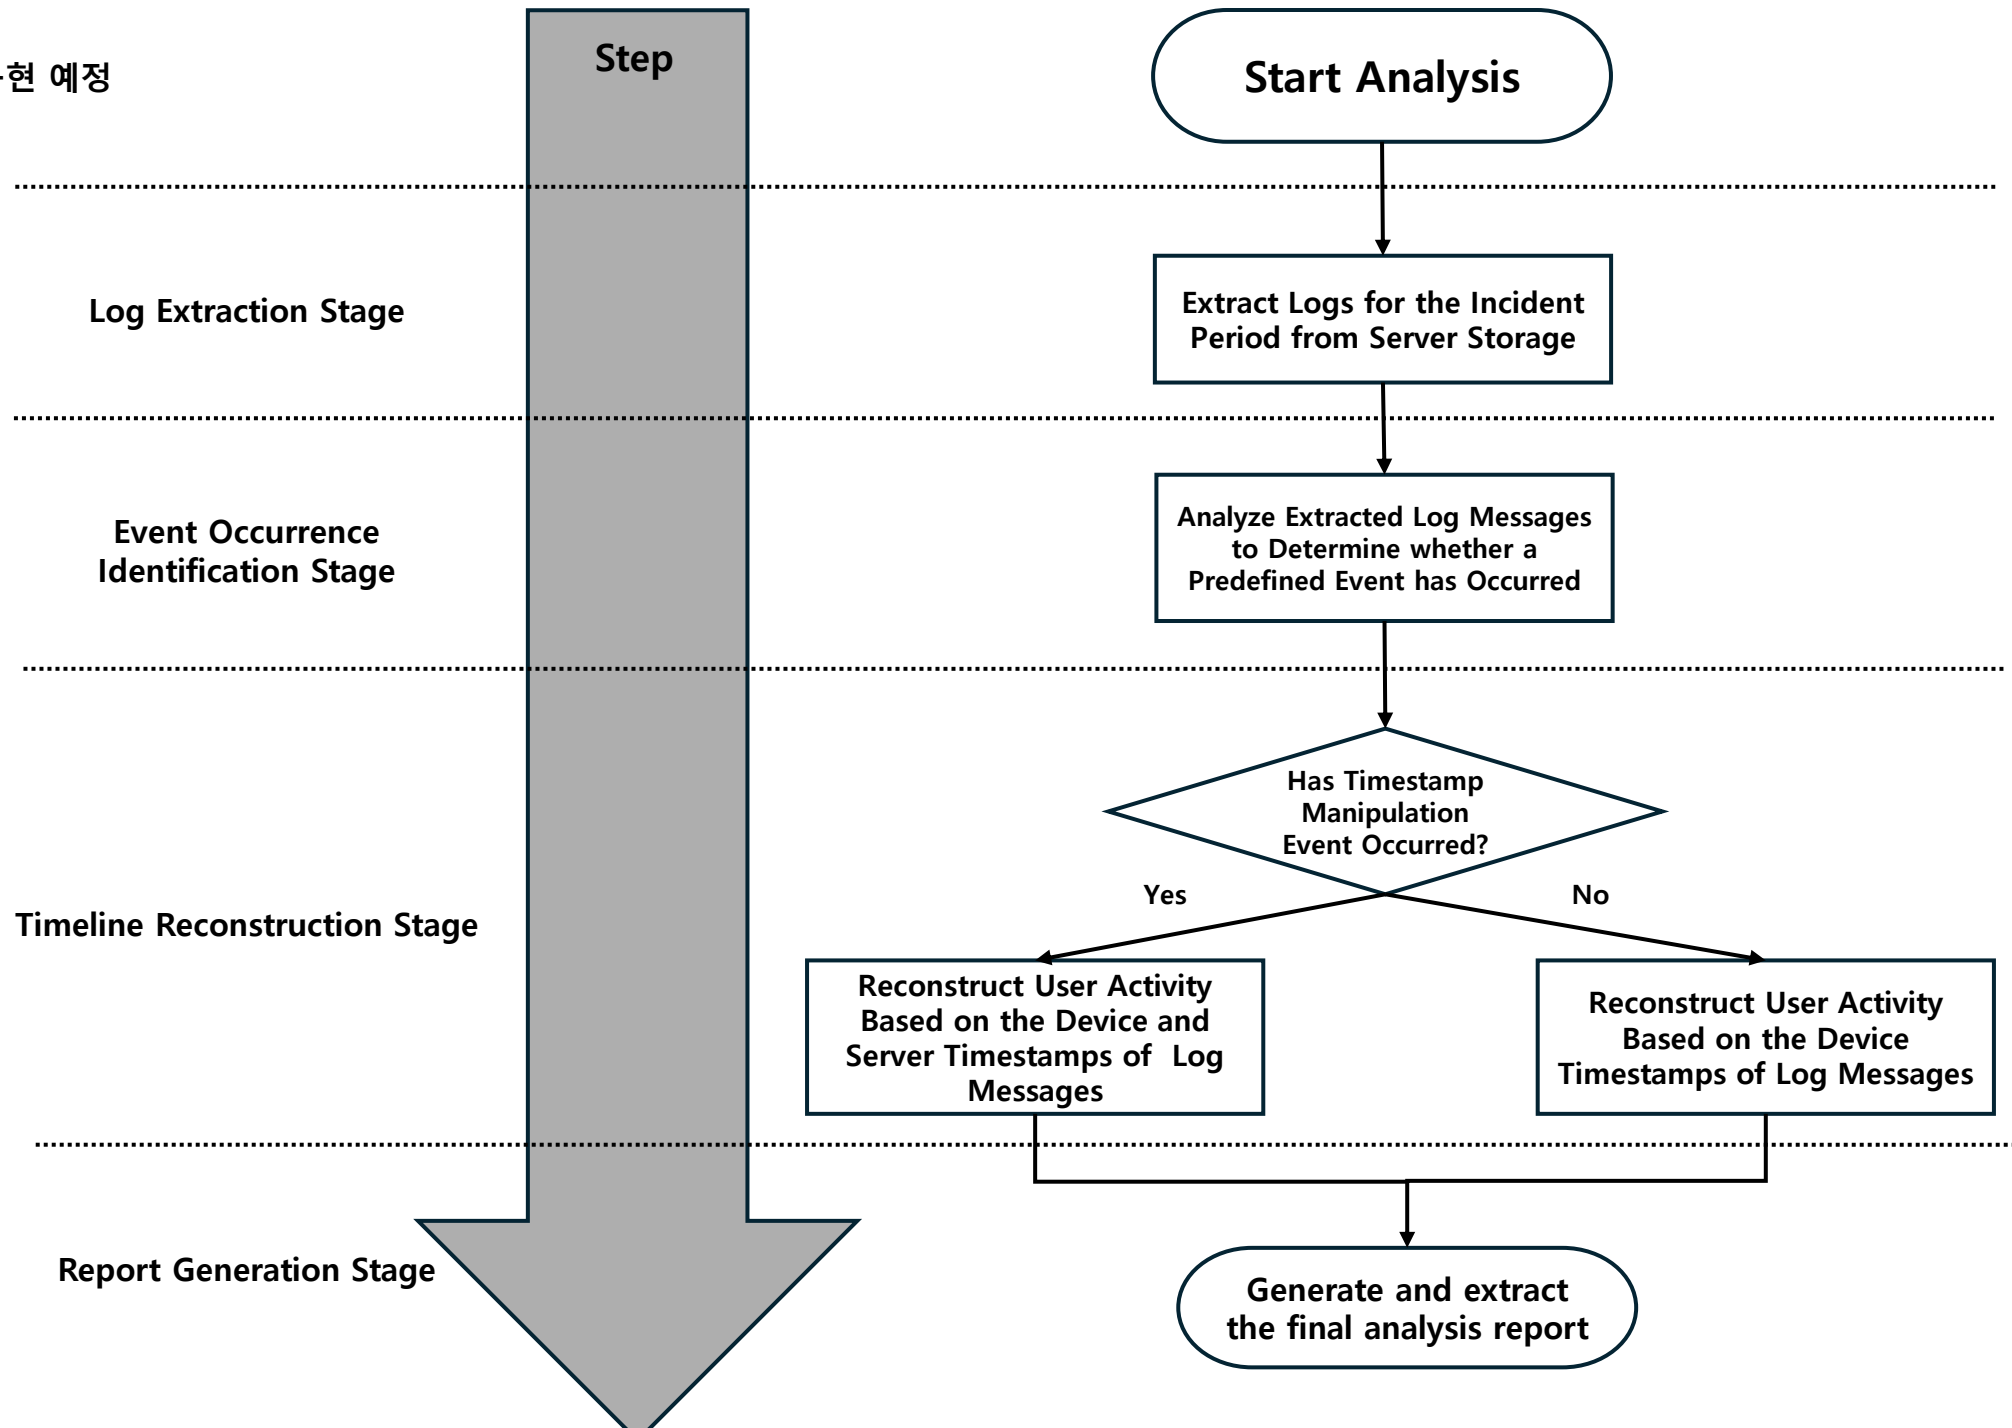 Step
Start Analysis
현 예정
Log Extraction Stage
Extract Logs for the Incident
Period from Server Storage
Event Occurrence
Identification Stage
Analyze Extracted Log Messages
to Determine whether a
Predefined Event has Occurred
Has Timestamp
Manipulation
Event Occurred?
Yes
No
Timeline Reconstruction Stage
Reconstruct User Activity
Based on the Device and
Server Timestamps of Log
Messages
Reconstruct User Activity
Based on the Device
Timestamps of Log Messages
Report Generation Stage
Generate and extract
the final analysis report